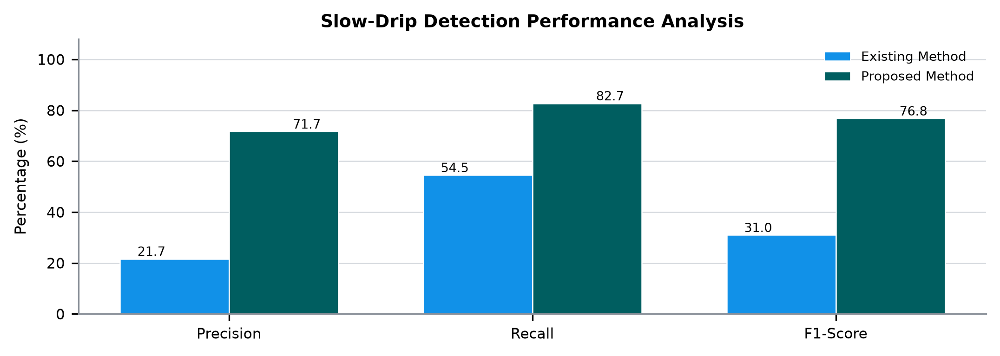 Slow-Drip Detection Performance Analysis
Existing Method
Proposed Method
Percentage (%)
100
80
60
40
20
0
21.7
71.7
54.5
82.7
31.0
76.8
Precision
Recall
F1-Score